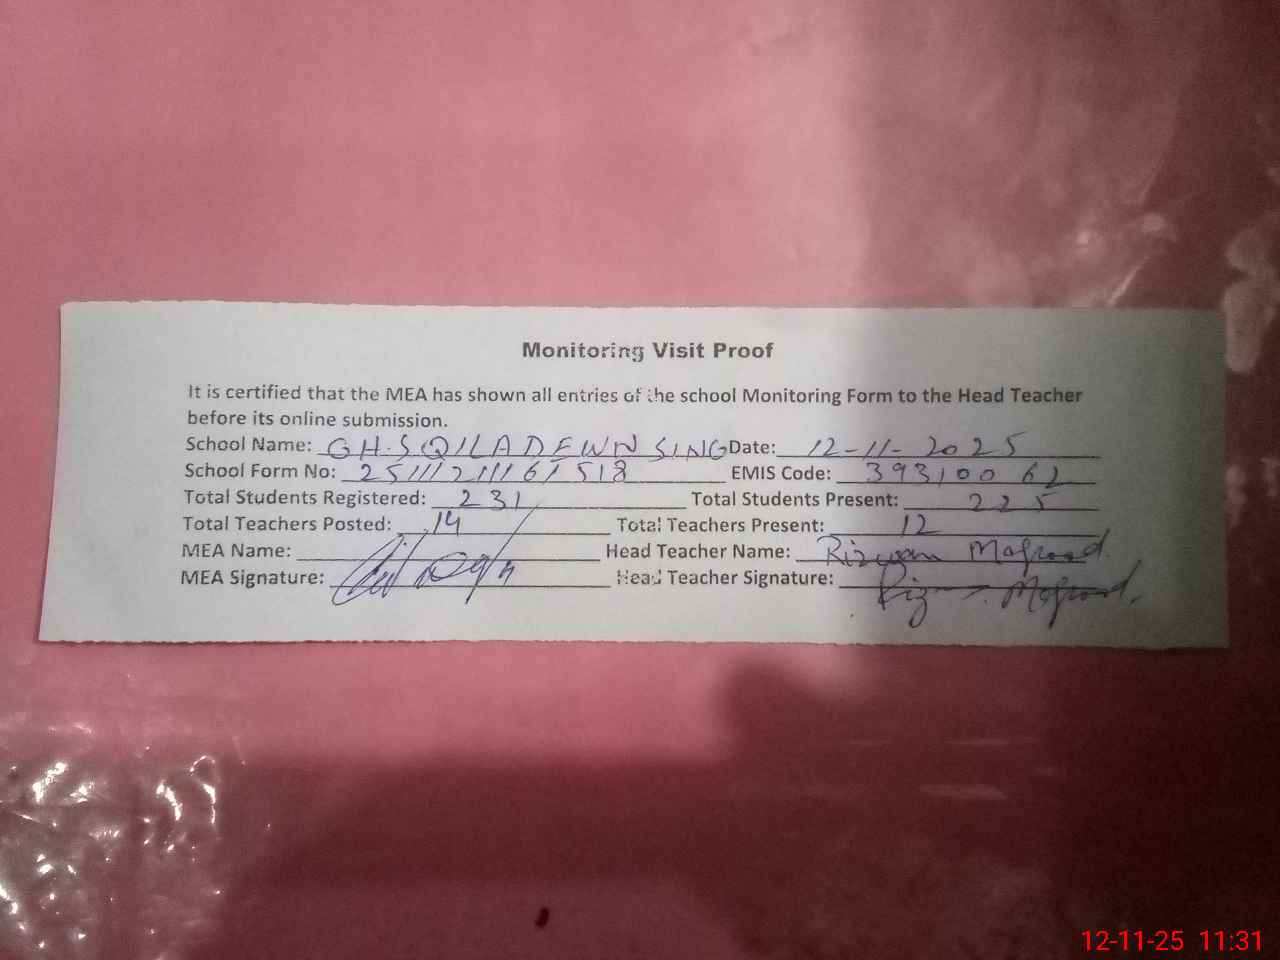 Monitoring Visit Proof
It is certified that the MEA has shown all entries of the school Monitoring Form to the Head Teacher
before its online submission.
School Name: GH.S QILA DEWN SING Date: 12-11-2025
School Form No: EMIS Code: 39310062
Total Students Registered: 231 Total Students Present: 225
Total Teachers Posted: 14 Total Teachers Present: 12
MEA Name: Head Teacher Name: Rizwan Maqsood
MEA Signature: Head Teacher Signature:
12-11-25 11:31